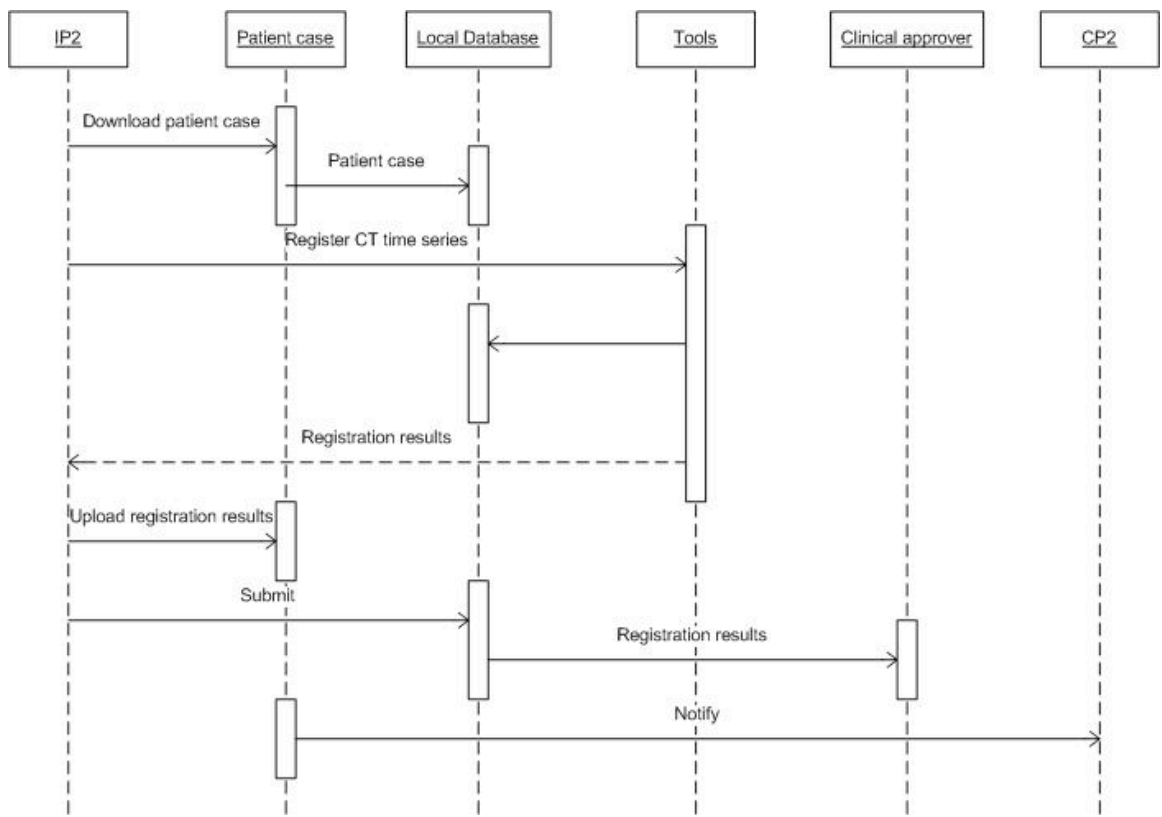 IP2
Patient case
Local Database
Tools
Clinical approver
CP2
Download patient case
Patient case
Register CT time series
Registration results
Upload registration results
Submit
Registration results
Notify